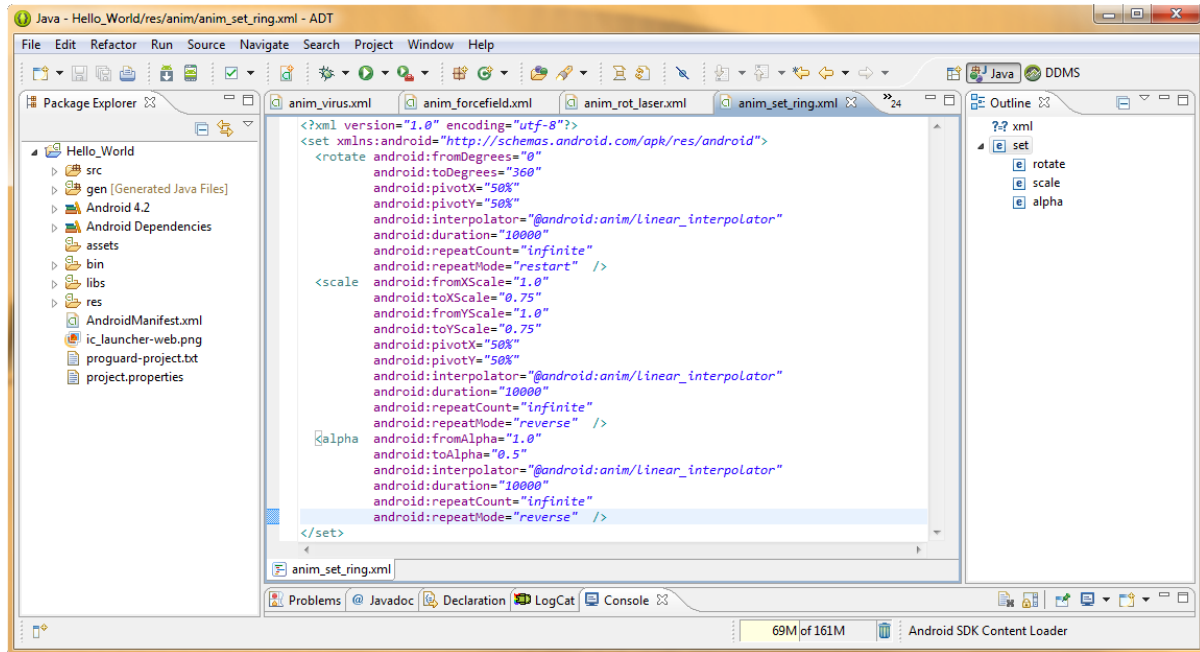 Java - Hello_World/res/anim/anim_set_ring.xml - ADT
File Edit Refactor Run Source Navigate Search Project Window Help
Java DDMS
Package Explorer
Hello_World
src
gen [Generated Java Files]
Android 4.2
Android Dependencies
assets
bin
libs
res
AndroidManifest.xml
ic_launcher-web.png
proguard-project.txt
project.properties
anim_virus.xml anim_forcefield.xml anim_rot_laser.xml anim_set_ring.xml »24
<?xml version="1.0" encoding="utf-8"?>
<set xmlns:android="http://schemas.android.com/apk/res/android">
<rotate android:fromDegrees="0"
android:toDegrees="360"
android:pivotX="50%"
android:pivotY="50%"
android:interpolator="@android:anim/linear_interpolator"
android:duration="10000"
android:repeatCount="infinite"
android:repeatMode="restart" />
<scale android:fromXScale="1.0"
android:toXScale="0.75"
android:fromYScale="1.0"
android:toYScale="0.75"
android:pivotX="50%"
android:pivotY="50%"
android:interpolator="@android:anim/linear_interpolator"
android:duration="10000"
android:repeatCount="infinite"
android:repeatMode="reverse" />
<alpha android:fromAlpha="1.0"
android:toAlpha="0.5"
android:interpolator="@android:anim/linear_interpolator"
android:duration="10000"
android:repeatCount="infinite"
android:repeatMode="reverse" />
</set>
anim_set_ring.xml
Outline
?=? xml
e set
e rotate
e scale
e alpha
Problems @ Javadoc Declaration LogCat Console
69M of 161M Android SDK Content Loader